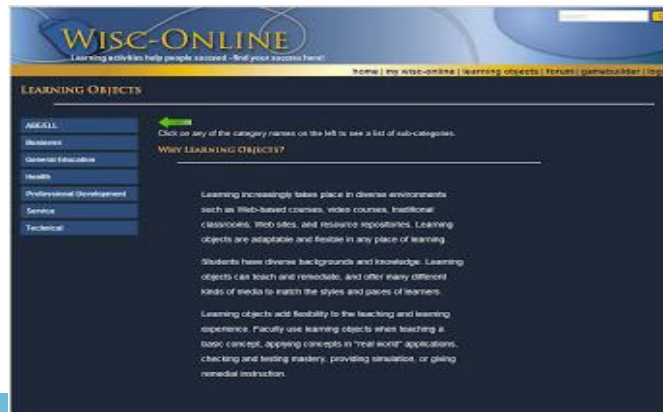 WISC-ONLINE
Learning activities help people succeed - find your success here!
home | my wisc-online | learning objects | forum | gamebuilder | log
LEARNING OBJECTS
ABE/ELL
Business
General Education
Health
Professional Development
Service
Technical
Click on any of the category names on the left to see a list of sub-categories.
WHY LEARNING OBJECTS?
Learning increasingly takes place in diverse environments
such as Web-based courses, video courses, traditional
classrooms, Web sites, and resource repositories. Learning
objects are adaptable and flexible in any place of learning.
Students have diverse backgrounds and knowledge. Learning
objects can teach and remediate, and offer many different
kinds of media to match the styles and paces of learners.
Learning objects add flexibility to the teaching and learning
experience. Faculty use learning objects when teaching a
basic concept, applying concepts in "real world" applications,
checking and testing mastery, providing simulation, or giving
remedial instruction.